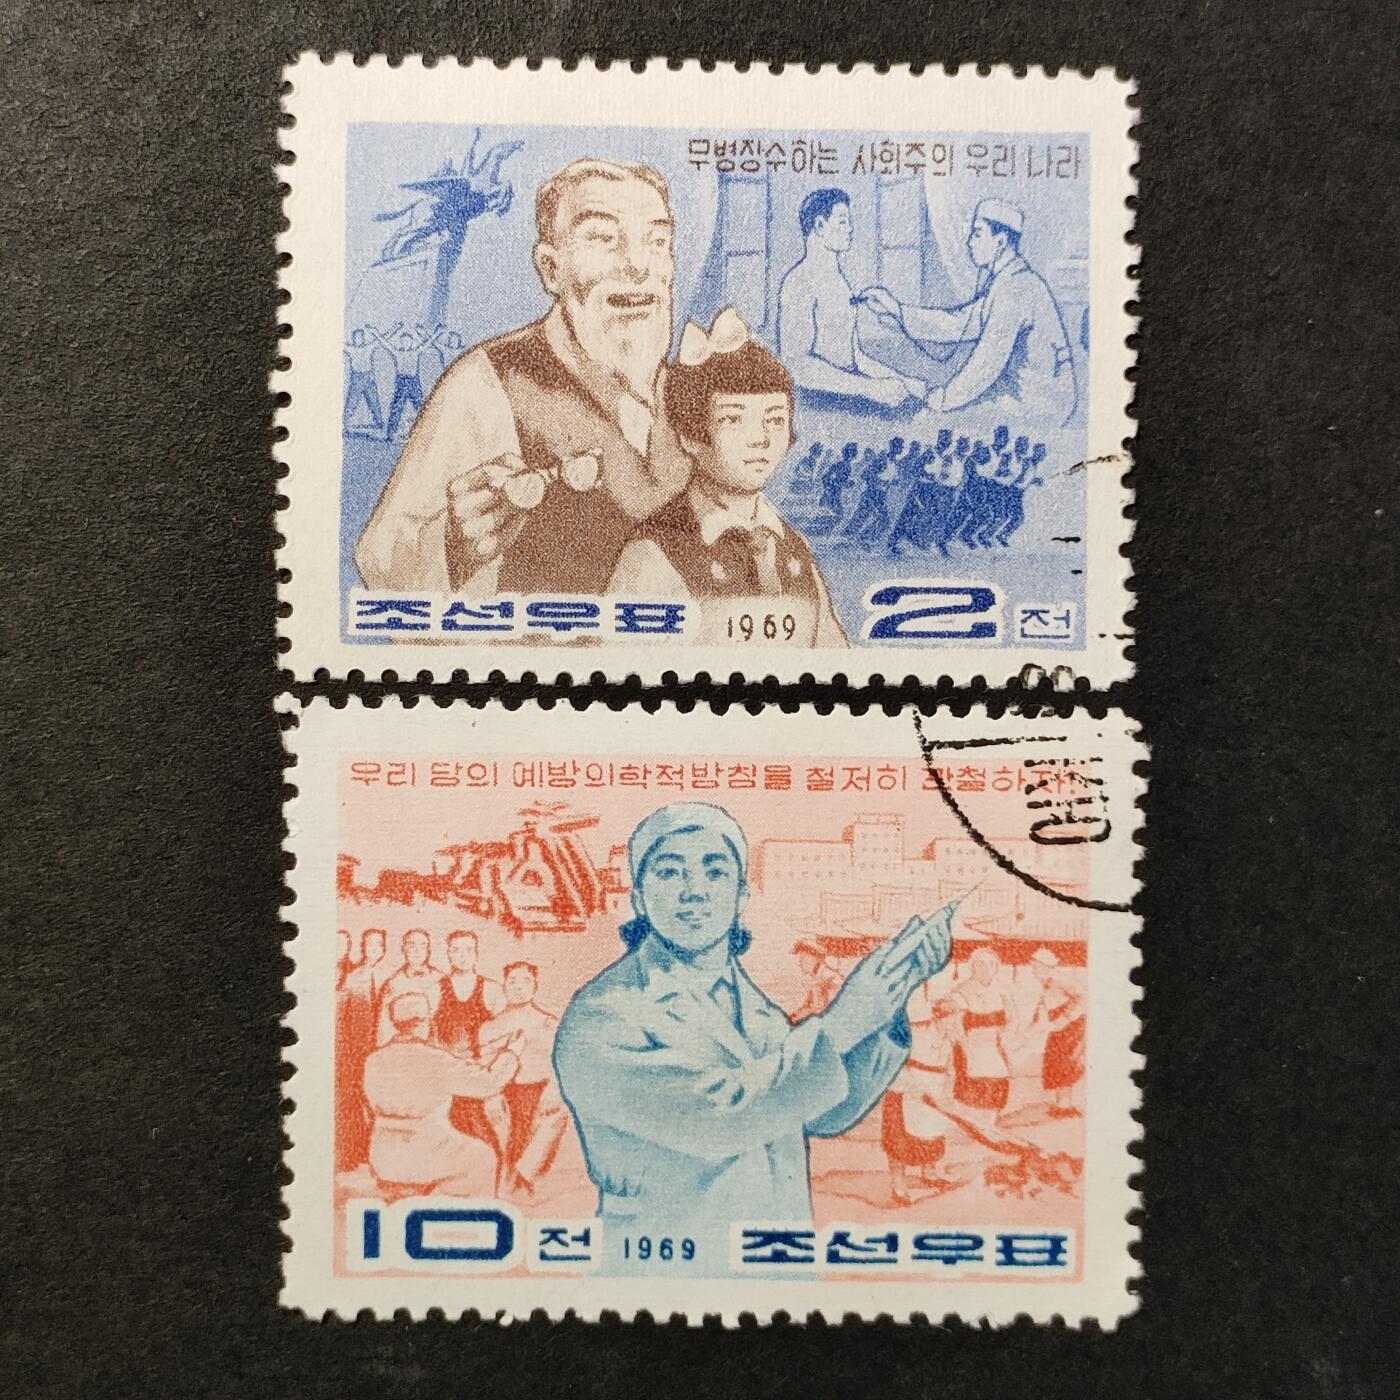 무병장수하는 사회주의 우리 나라
조선우표 1969 2 전
우리 당의 예방의학적방침을 철저히 관철하자!
10 전 1969 조선우표